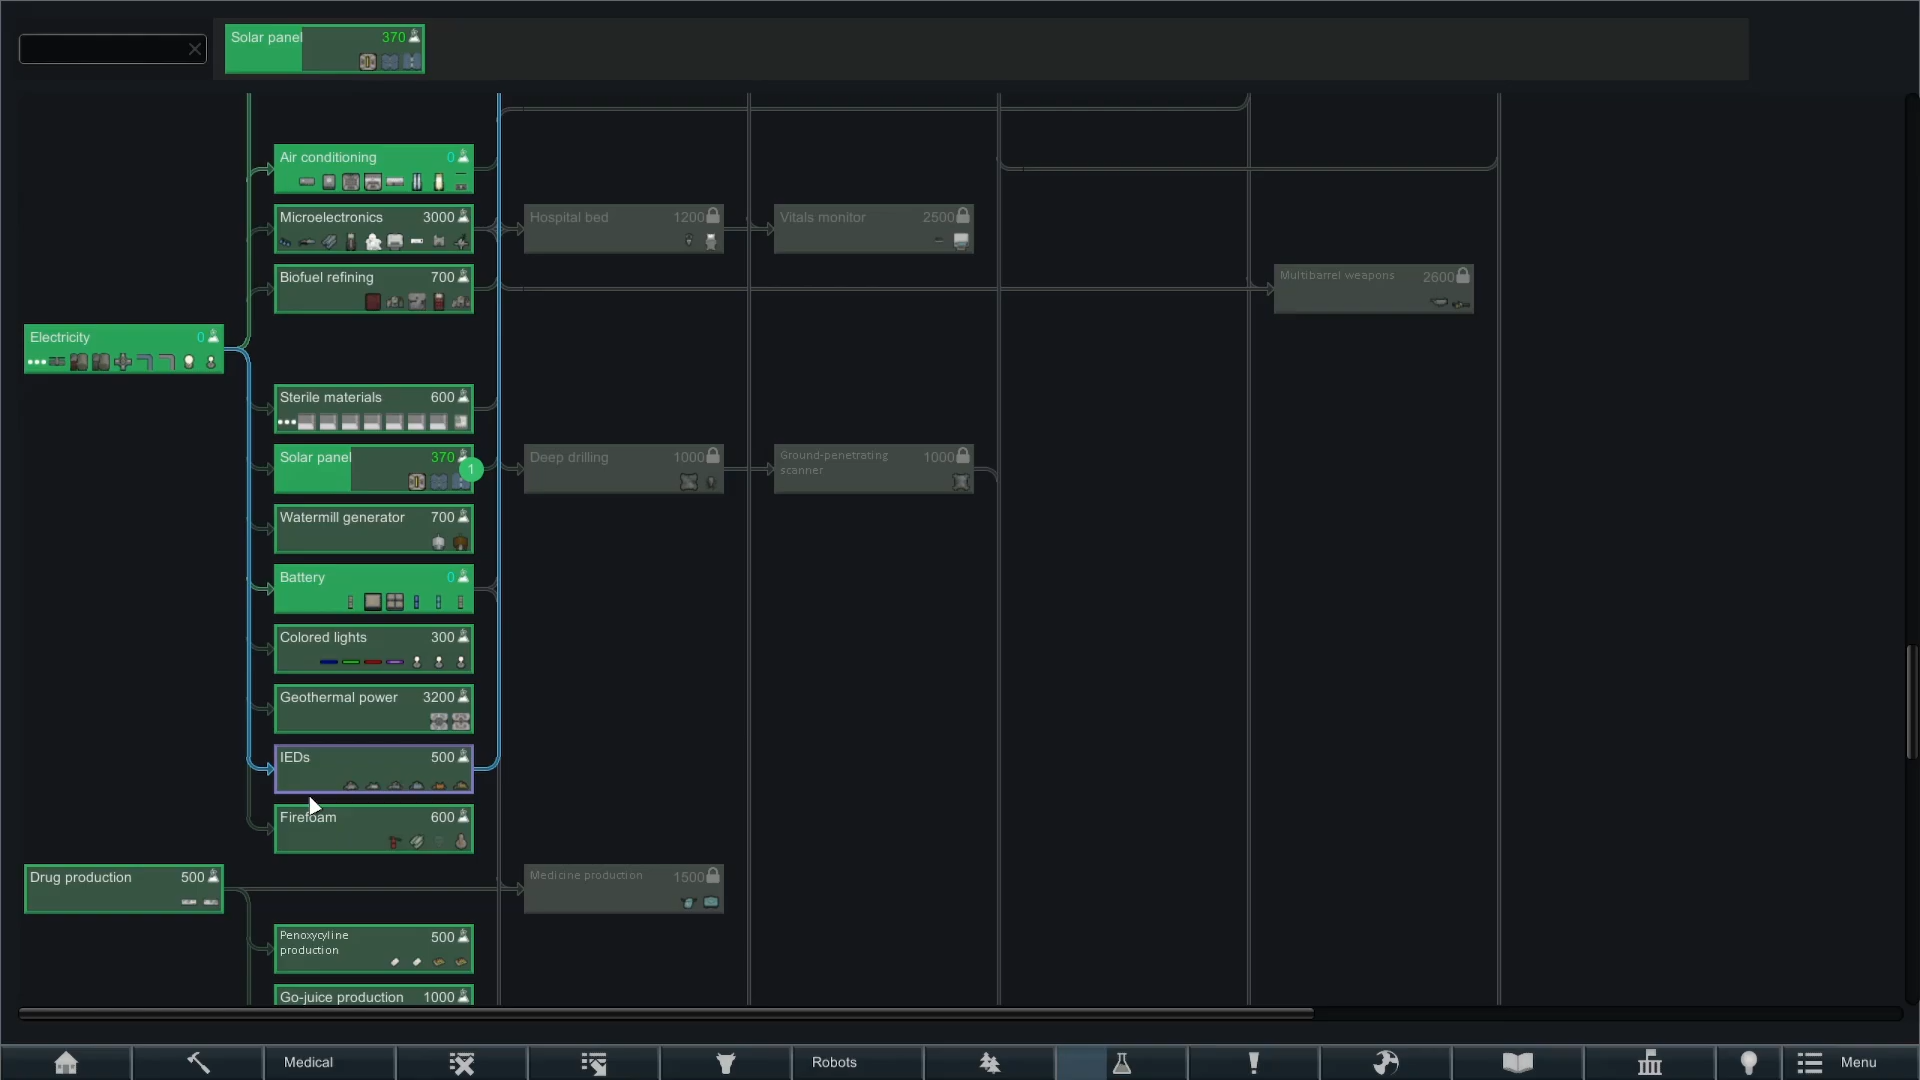 Solar panel 370
Air conditioning 0
Microelectronics 3000
Hospital bed 1200
Vitals monitor 2500
Biofuel refining 700
Multibarrel weapons 2600
Electricity 0
Sterile materials 600
Solar panel 370
1
Deep drilling 1000
Ground-penetrating
scanner 1000
Watermill generator 700
Battery 0
Colored lights 300
Geothermal power 3200
IEDs 500
Firefoam 600
Drug production 500
Medicine production 1500
Penoxycyline
production 500
Go-juice production 1000
Medical
Robots
Menu